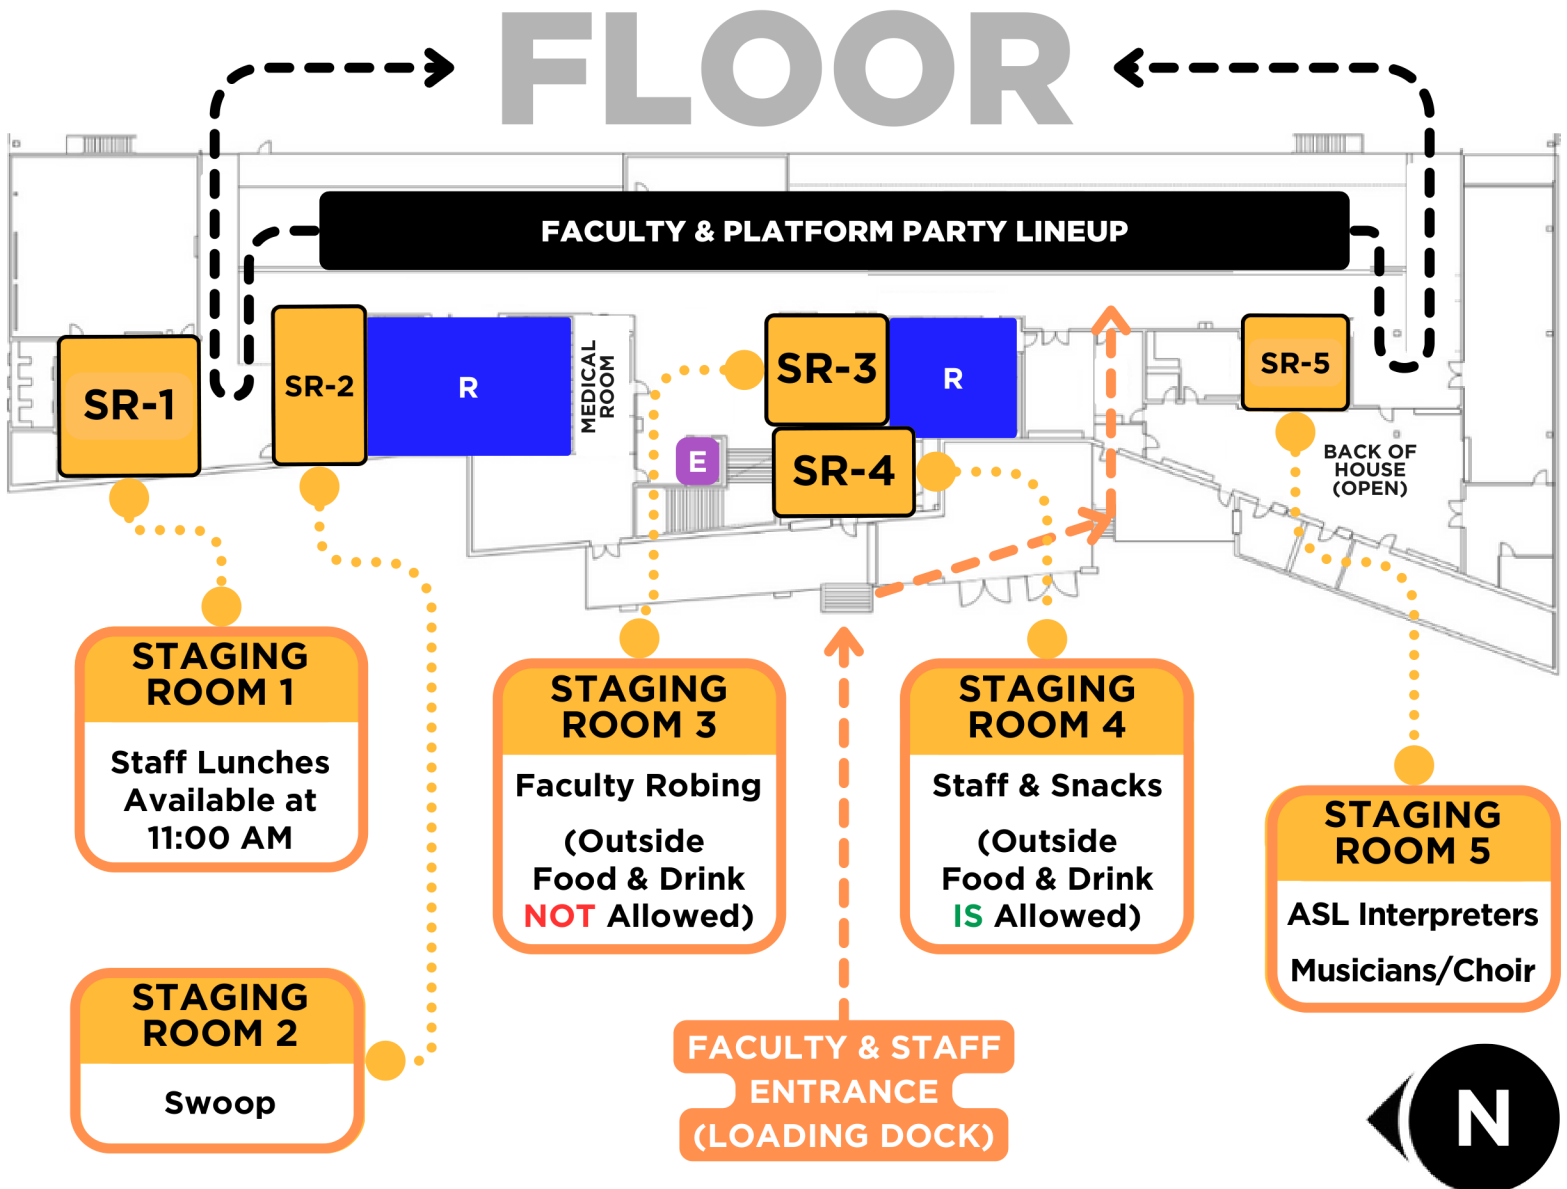 FLOOR
FACULTY & PLATFORM PARTY LINEUP
SR-1
SR-2
R
MEDICAL
ROOM
E
SR-3
R
SR-4
SR-5
BACK OF
HOUSE
(OPEN)
STAGING
ROOM 1
Staff Lunches
Available at
11:00 AM
STAGING
ROOM 2
Swoop
STAGING
ROOM 3
Faculty Robing
(Outside
Food & Drink
NOT Allowed)
STAGING
ROOM 4
Staff & Snacks
(Outside
Food & Drink
IS Allowed)
STAGING
ROOM 5
ASL Interpreters
Musicians/Choir
FACULTY & STAFF
ENTRANCE
(LOADING DOCK)
N